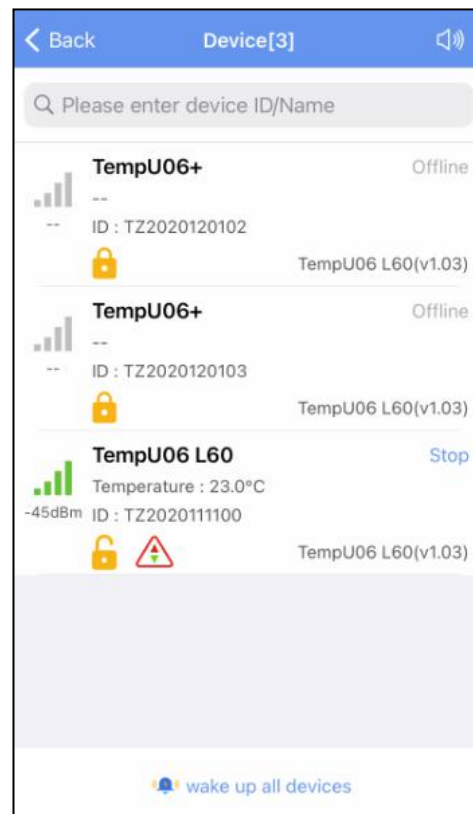 Back Device[3]
Please enter device ID/Name
TempU06+ Offline
--
-- ID : TZ2020120102
TempU06 L60(v1.03)
TempU06+ Offline
--
-- ID : TZ2020120103
TempU06 L60(v1.03)
TempU06 L60 Stop
Temperature : 23.0°C
-45dBm ID : TZ2020111100
TempU06 L60(v1.03)
wake up all devices